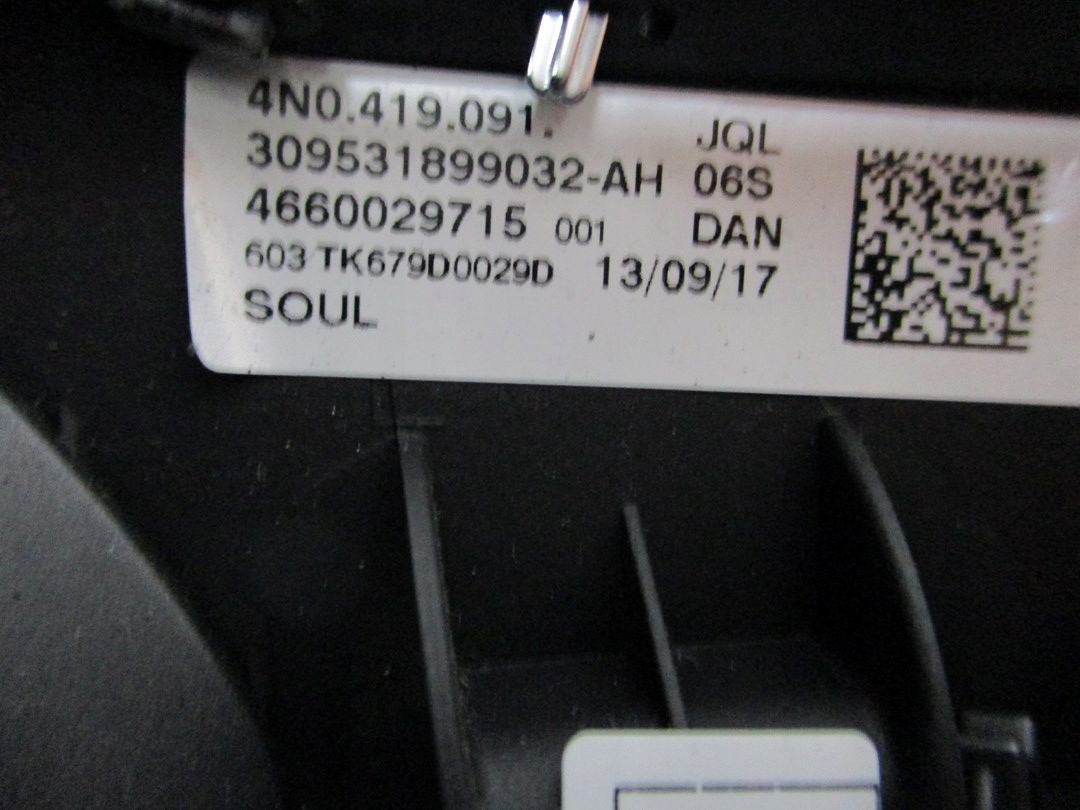 4N0.419.091. JQL
309531899032-AH 06S
4660029715 001 DAN
603 TK679D0029D 13/09/17
SOUL